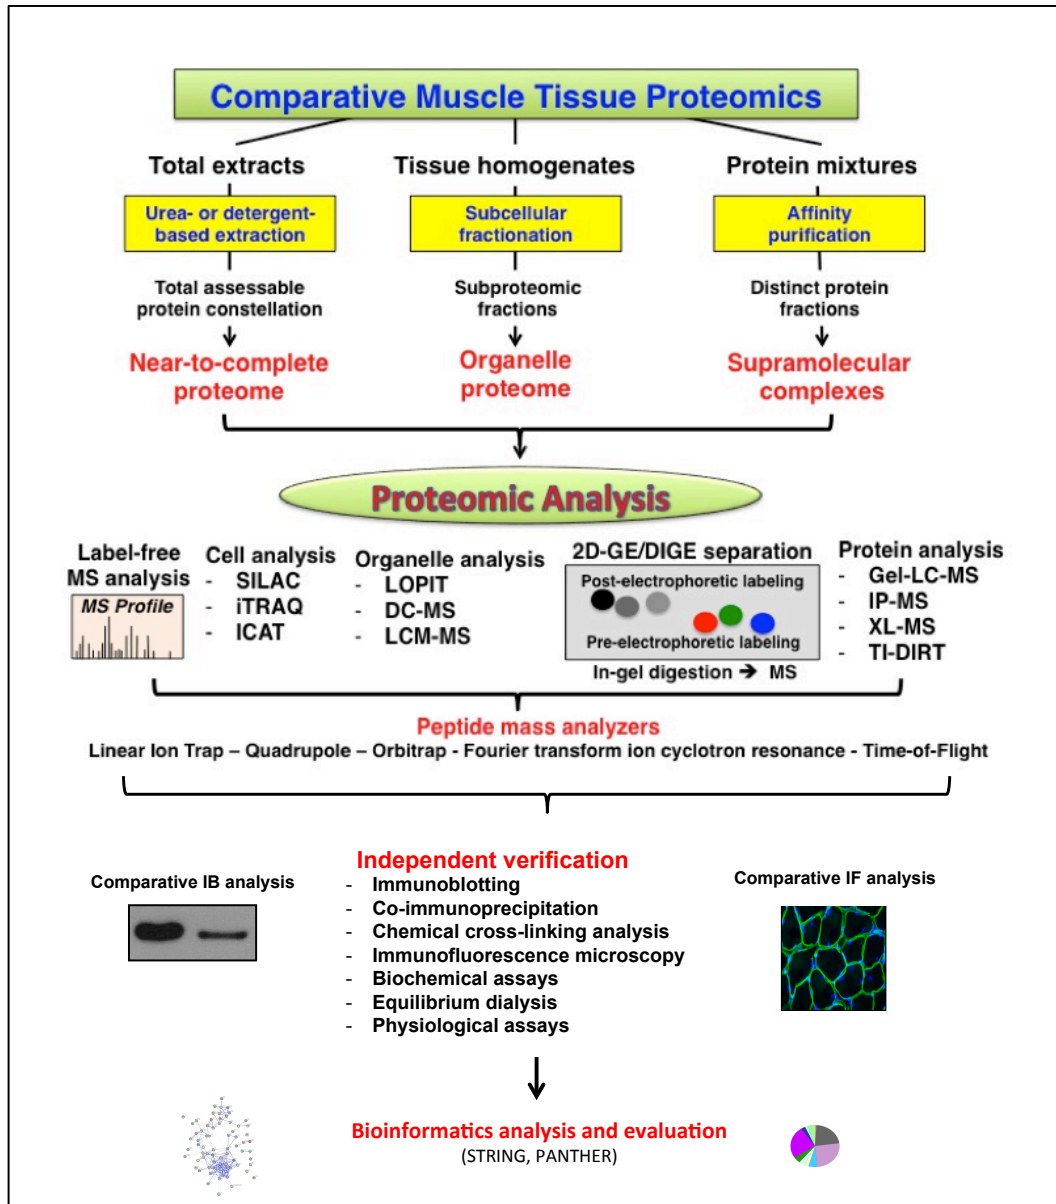 Comparative Muscle Tissue Proteomics
Total extracts
Urea- or detergent-
based extraction
Total assessable
protein constellation
Near-to-complete
proteome
Tissue homogenates
Subcellular
fractionation
Subproteomic
fractions
Organelle
proteome
Protein mixtures
Affinity
purification
Distinct protein
fractions
Supramolecular
complexes
Proteomic Analysis
Label-free
MS analysis
MS Profile
Cell analysis
- SILAC
- iTRAQ
- ICAT
Organelle analysis
- LOPIT
- DC-MS
- LCM-MS
2D-GE/DIGE separation
Post-electrophoretic labeling
Pre-electrophoretic labeling
In-gel digestion ➔ MS
Protein analysis
- Gel-LC-MS
- IP-MS
- XL-MS
- TI-DIRT
Peptide mass analyzers
Linear Ion Trap – Quadrupole – Orbitrap - Fourier transform ion cyclotron resonance - Time-of-Flight
Comparative IB analysis
Independent verification
- Immunoblotting
- Co-immunoprecipitation
- Chemical cross-linking analysis
- Immunofluorescence microscopy
- Biochemical assays
- Equilibrium dialysis
- Physiological assays
Comparative IF analysis
Bioinformatics analysis and evaluation
(STRING, PANTHER)